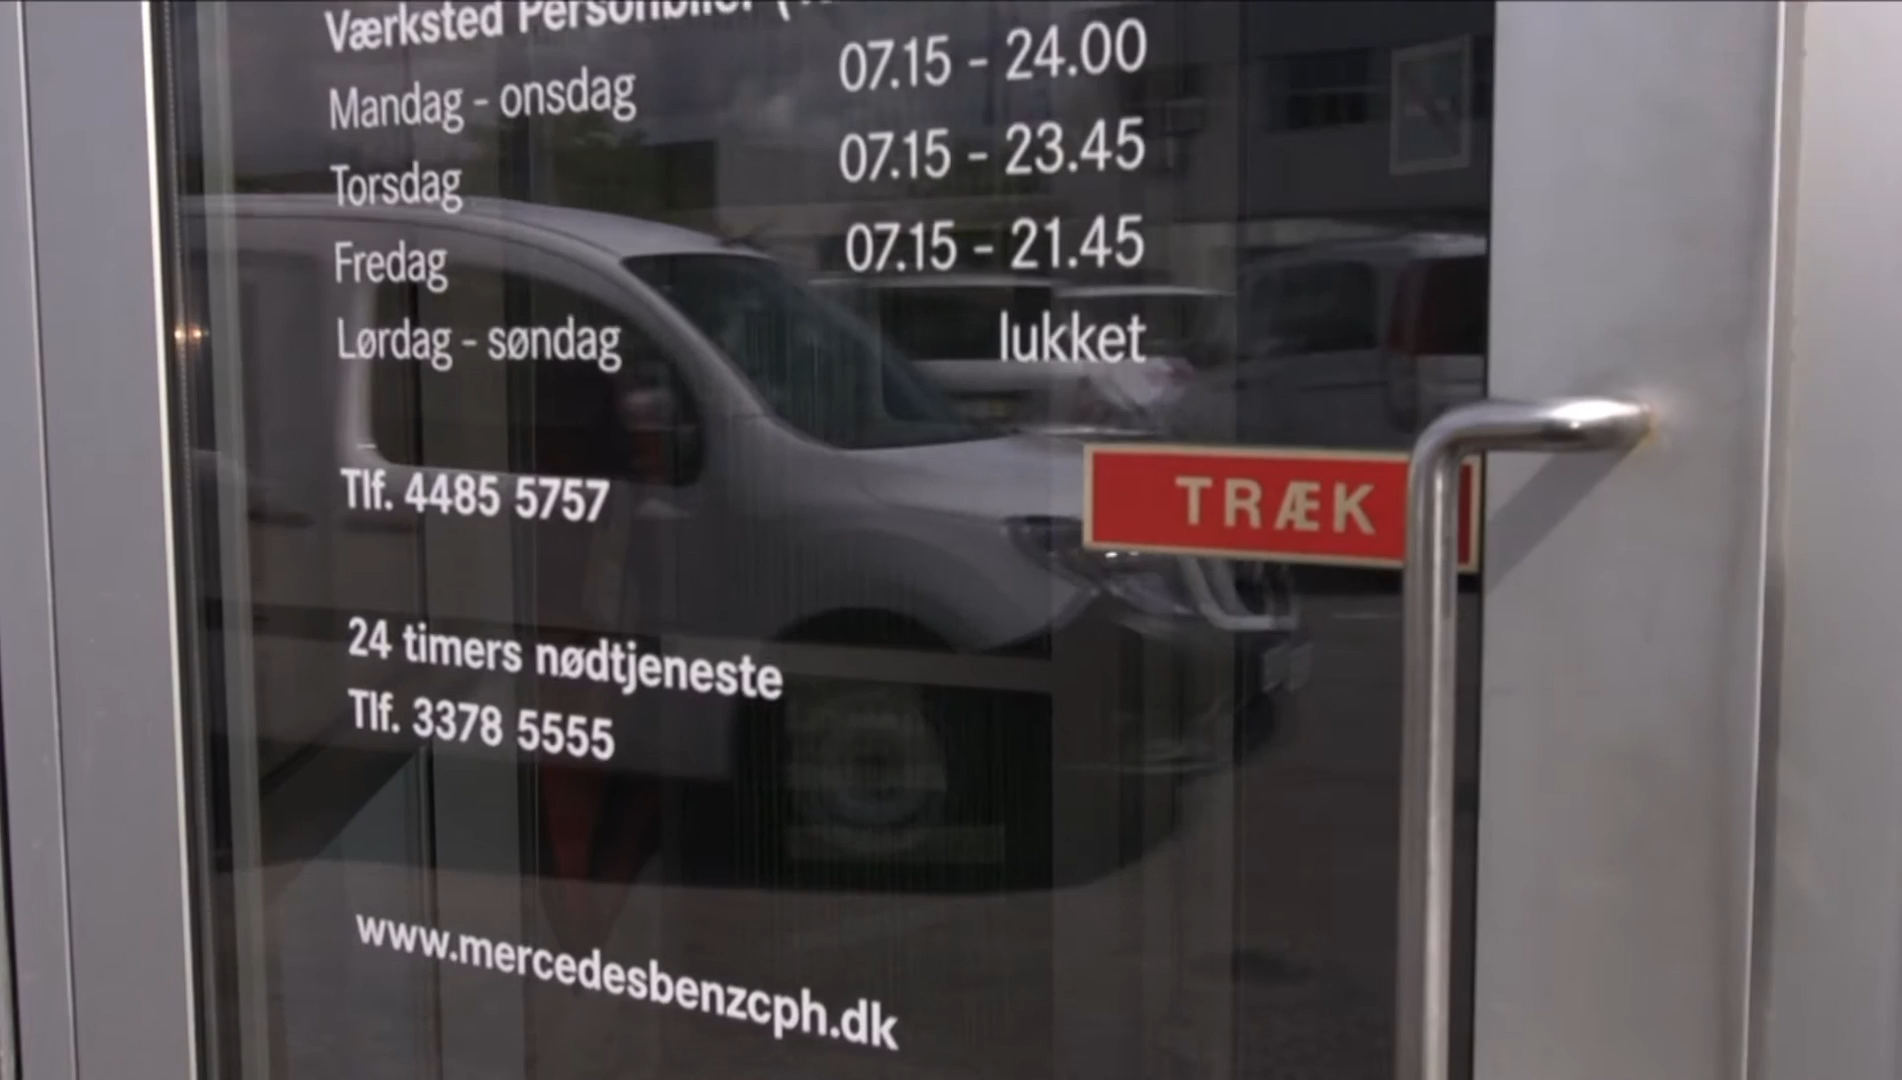 Værksted Personbiler
Mandag - onsdag 07.15 - 24.00
Torsdag 07.15 - 23.45
Fredag 07.15 - 21.45
Lørdag - søndag lukket
Tlf. 4485 5757
TRÆK
24 timers nødtjeneste
Tlf. 3378 5555
www.mercedesbenzcph.dk